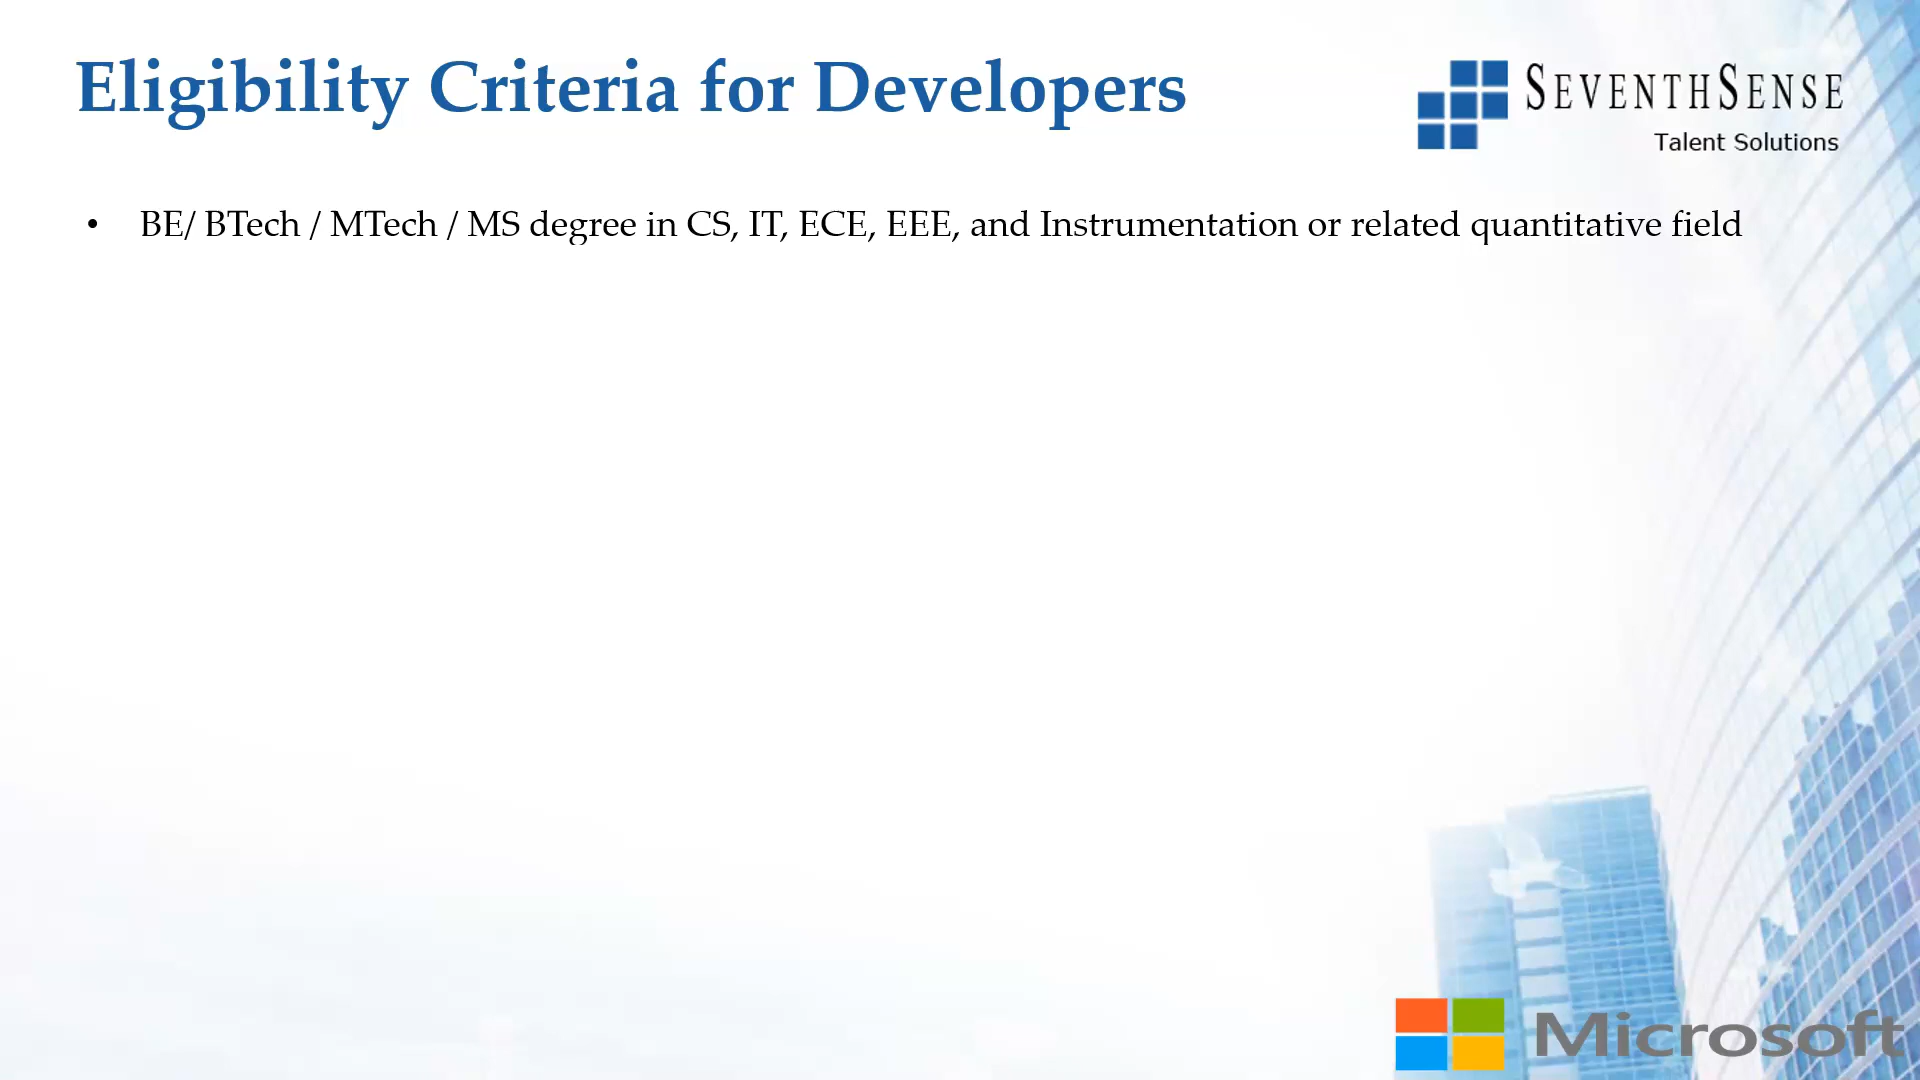 Eligibility Criteria for Developers
SEVENTHSENSE
Talent Solutions
• BE/ BTech / MTech / MS degree in CS, IT, ECE, EEE, and Instrumentation or related quantitative field
Microsoft